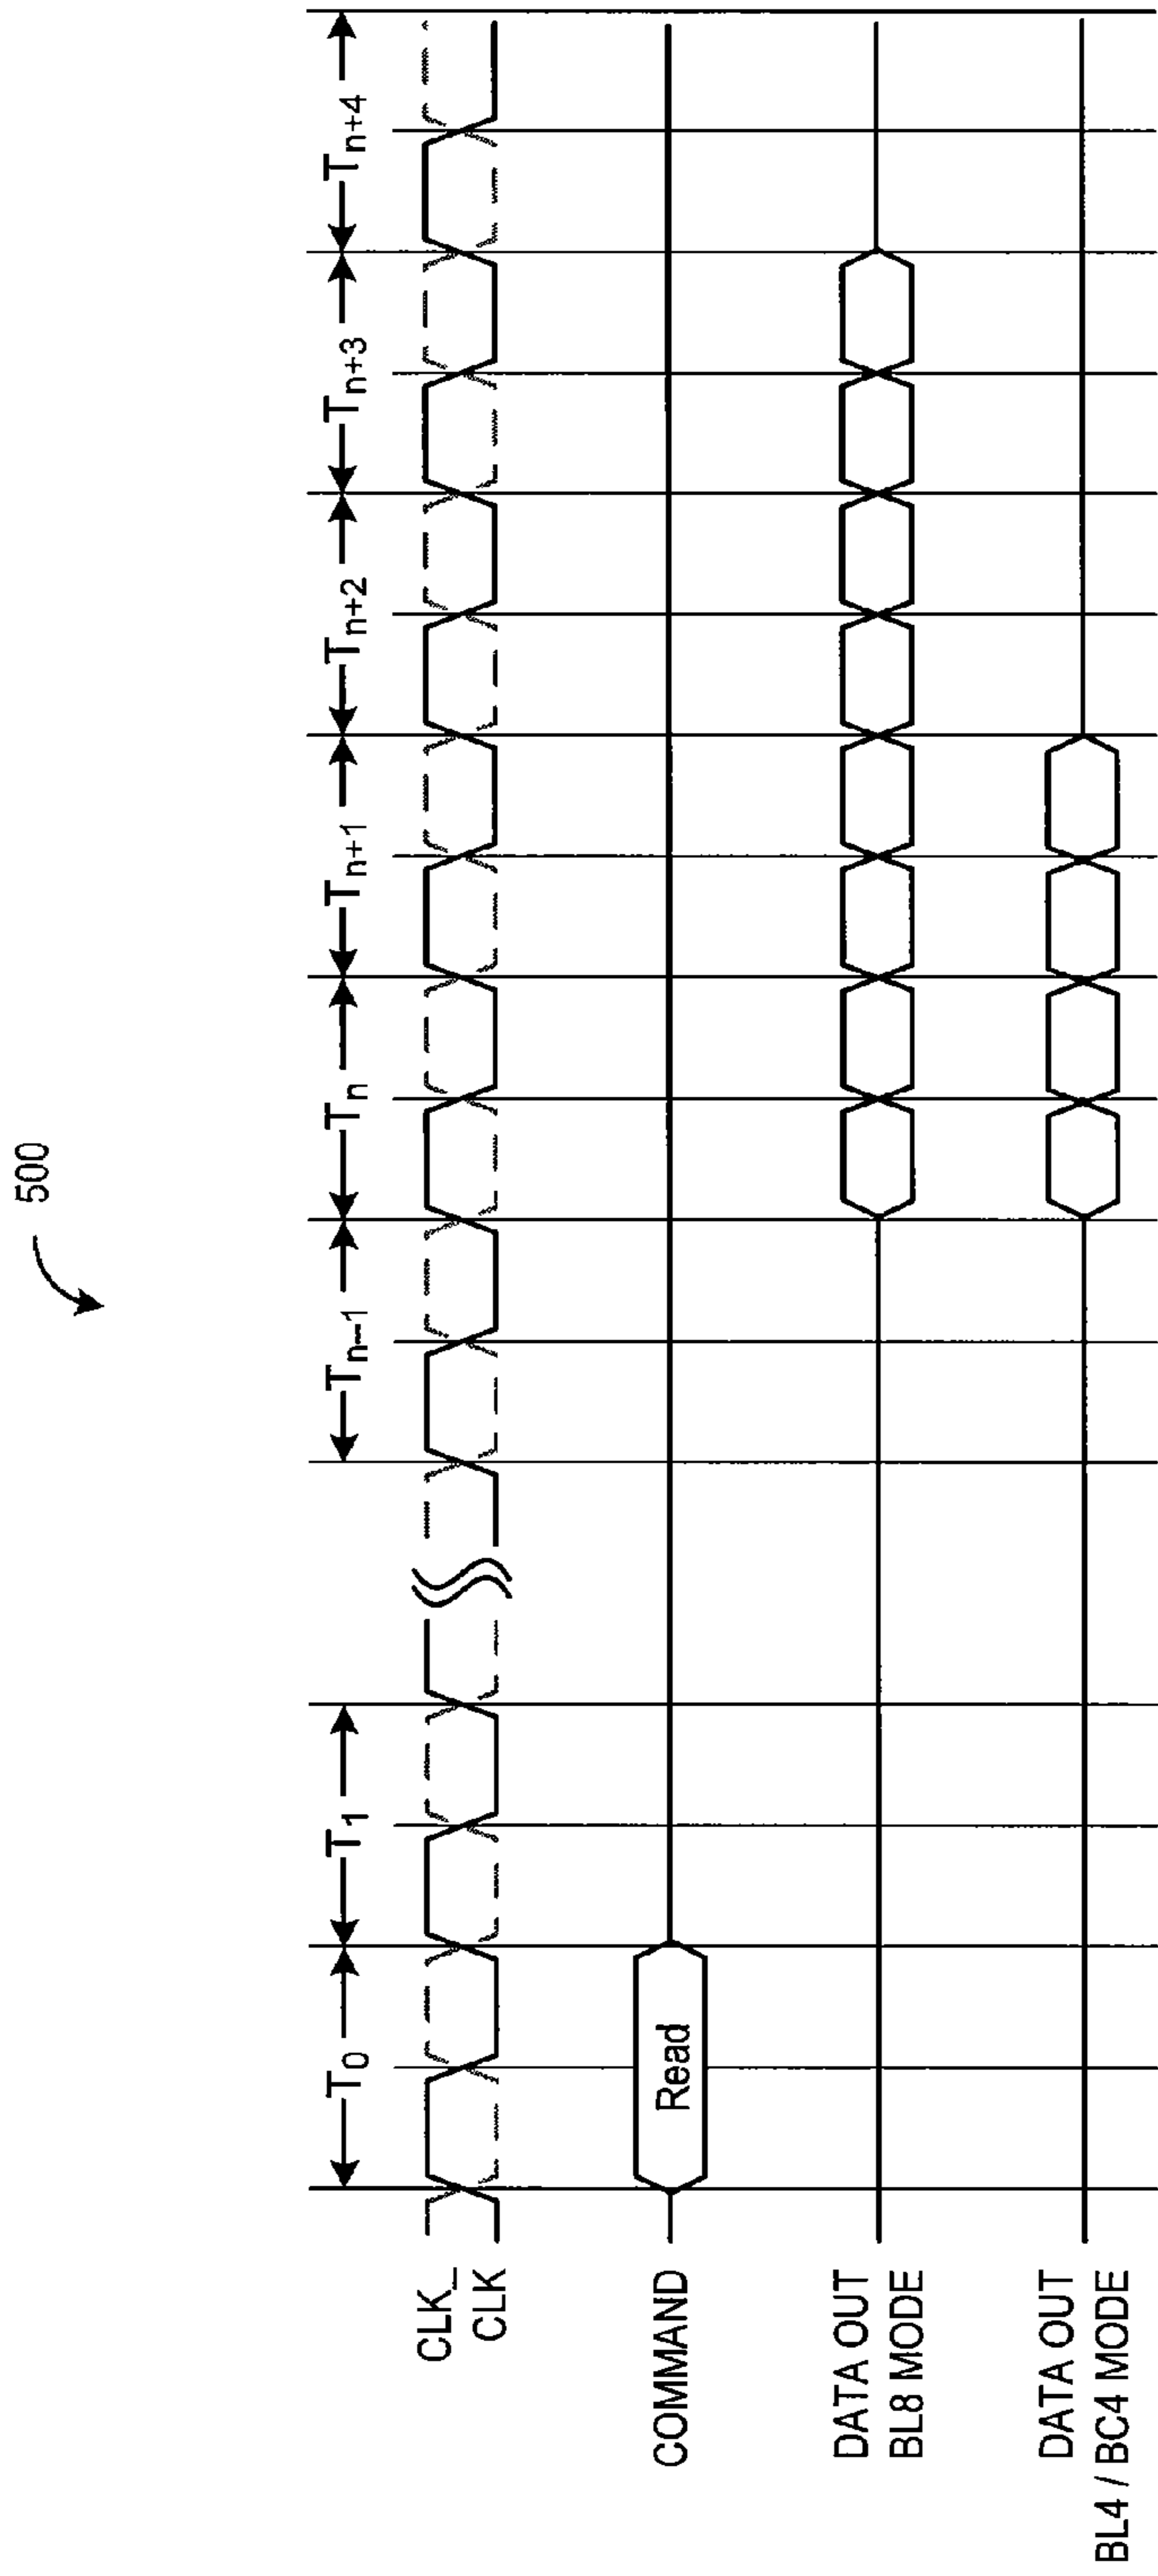 500
T0 T1 Tn−1 Tn Tn+1 Tn+2 Tn+3 Tn+4
CLK_
CLK
COMMAND
Read
DATA OUT
BL8 MODE
DATA OUT
BL4 / BC4 MODE